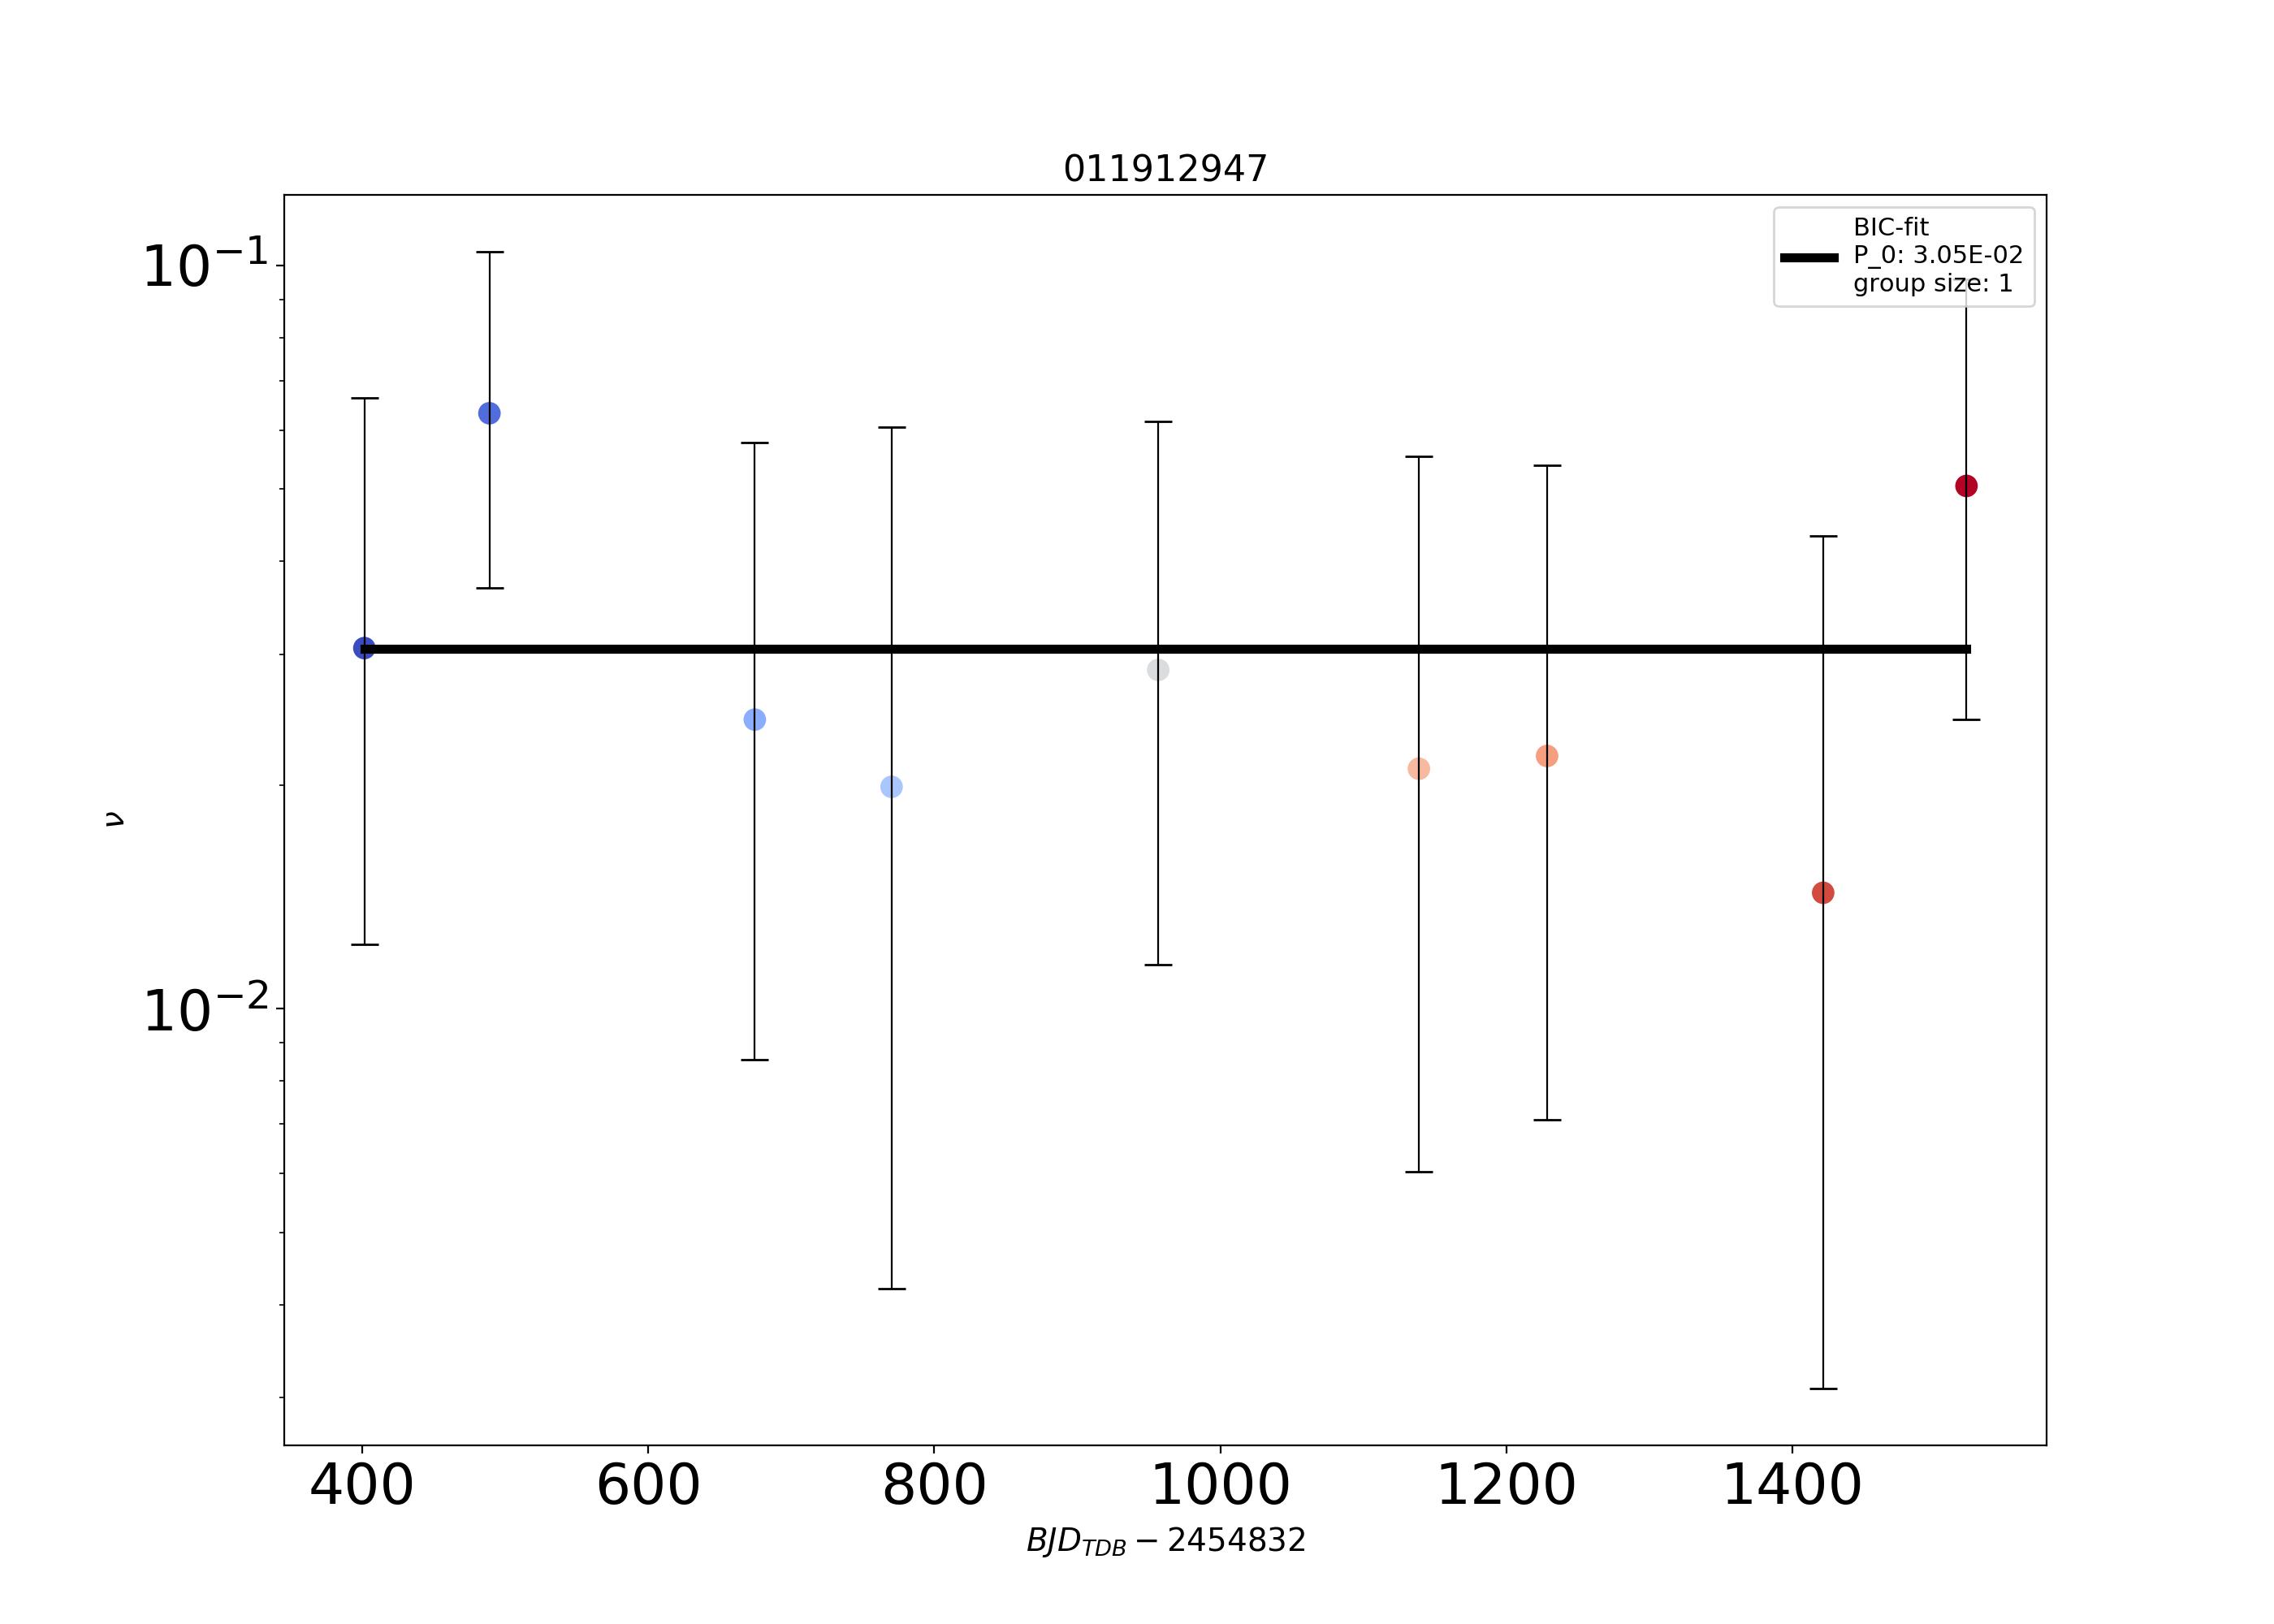 011912947
BIC-fit
P_0: 3.05E-02
group size: 1
10⁻¹
10⁻²
ν
400 600 800 1000 1200 1400
BJD_TDB − 2454832